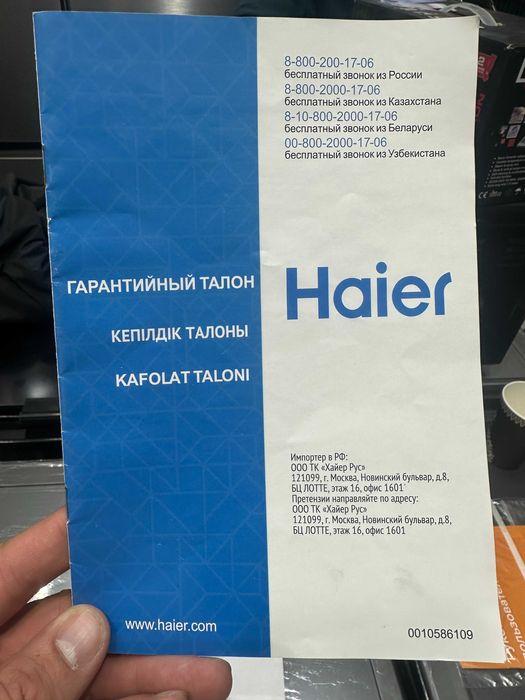 8-800-200-17-06
бесплатный звонок из России
8-800-2000-17-06
бесплатный звонок из Казахстана
8-10-800-2000-17-06
бесплатный звонок из Беларуси
00-800-2000-17-06
бесплатный звонок из Узбекистана
ГАРАНТИЙНЫЙ ТАЛОН
КЕПІЛДІК ТАЛОНЫ
KAFOLAT TALONI
Haier
Импортер в РФ:
ООО ТК «Хайер Рус»
121099, г. Москва, Новинский бульвар, д.8,
БЦ ЛОТТЕ, этаж 16, офис 1601
Претензии направляйте по адресу:
ООО ТК «Хайер Рус»
121099, г. Москва, Новинский бульвар, д.8,
БЦ ЛОТТЕ, этаж 16, офис 1601
www.haier.com
0010586109